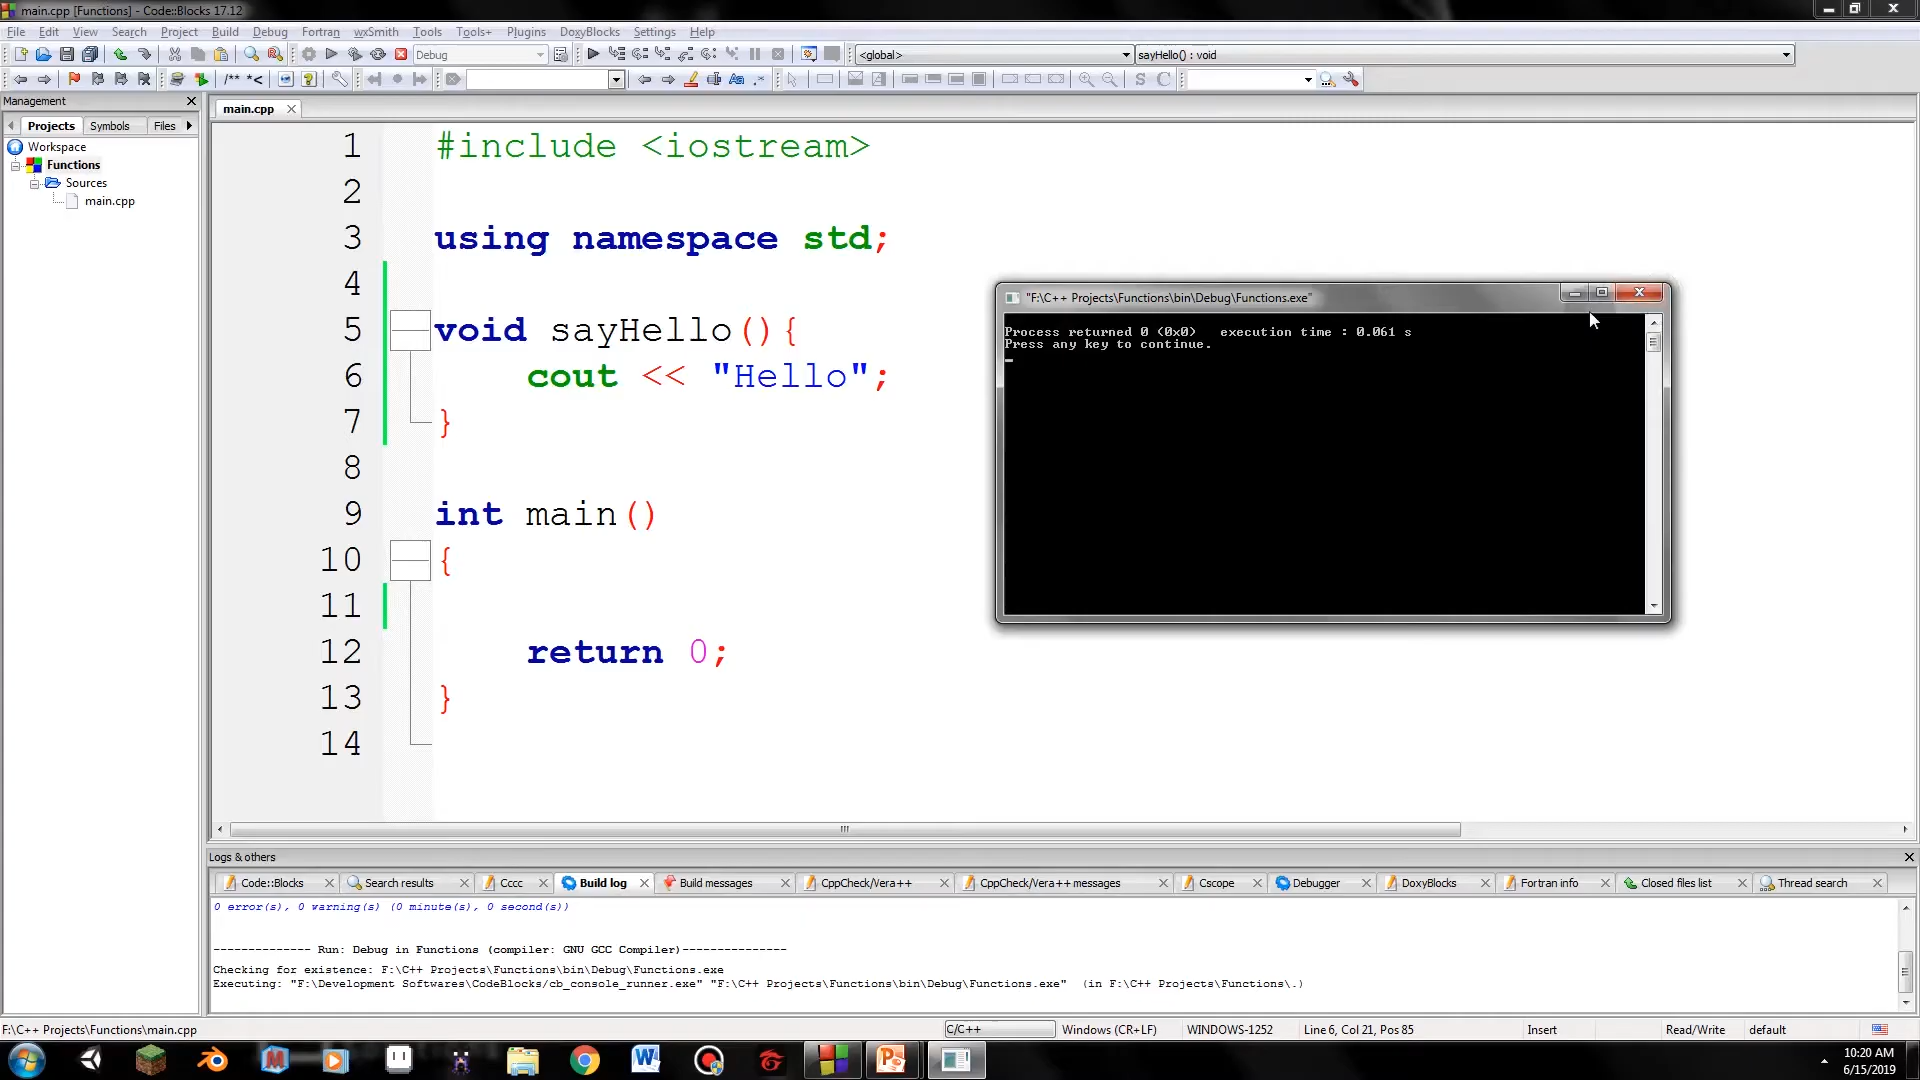 main.cpp [Functions] - Code::Blocks 17.12
File Edit View Search Project Build Debug Fortran wxSmith Tools Tools+ Plugins DoxyBlocks Settings Help
Debug <global> sayHello() : void
/** *<
Management
main.cpp
Projects Symbols Files
Workspace
Functions
Sources
main.cpp
1 #include <iostream>
2
3 using namespace std;
4
5 void sayHello(){
6 cout << "Hello";
7 }
8
9 int main()
10 {
11
12 return 0;
13 }
14
"F:\C++ Projects\Functions\bin\Debug\Functions.exe"
Process returned 0 (0x0) execution time : 0.061 s
Press any key to continue.
Logs & others
Code::Blocks Search results Cccc Build log Build messages CppCheck/Vera++ CppCheck/Vera++ messages Cscope Debugger DoxyBlocks Fortran info Closed files list Thread search
0 error(s), 0 warning(s) (0 minute(s), 0 second(s))
-------------- Run: Debug in Functions (compiler: GNU GCC Compiler)---------------
Checking for existence: F:\C++ Projects\Functions\bin\Debug\Functions.exe
Executing: "F:\Development Softwares\CodeBlocks/cb_console_runner.exe" "F:\C++ Projects\Functions\bin\Debug\Functions.exe" (in F:\C++ Projects\Functions\.)
F:\C++ Projects\Functions\main.cpp C/C++ Windows (CR+LF) WINDOWS-1252 Line 6, Col 21, Pos 85 Insert Read/Write default
10:20 AM
6/15/2019